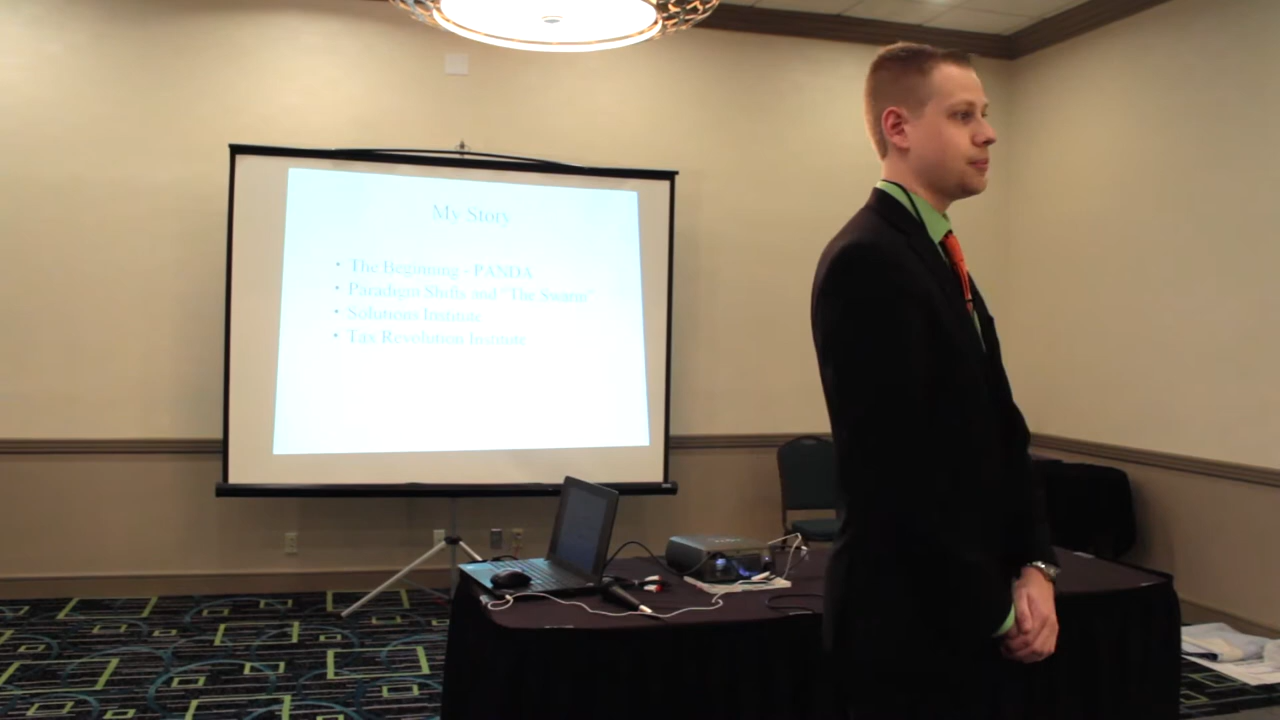 My Story
• The Beginning - PANDA
• Paradigm Shifts and "The Swarm"
• Solutions Institute
• Tax Revolution Institute